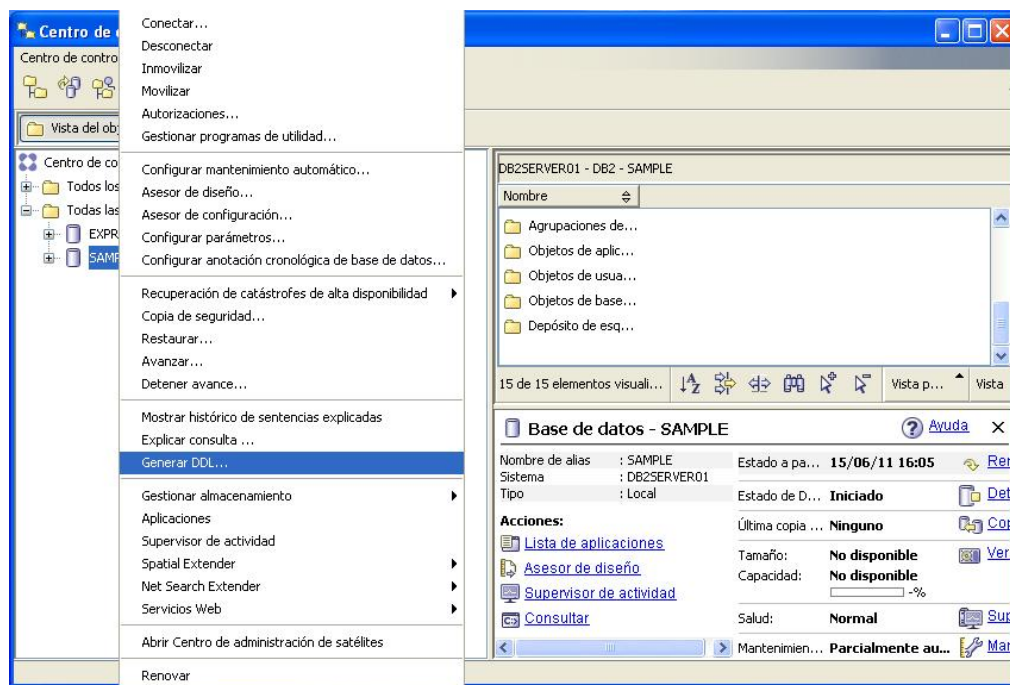 Centro de
Centro de contro
Vista del ob
Centro de co
Todos los
Todas las
EXPR
SAMP
Conectar...
Desconectar
Inmovilizar
Movilizar
Autorizaciones...
Gestionar programas de utilidad...
Configurar mantenimiento automático...
Asesor de diseño...
Asesor de configuración...
Configurar parámetros...
Configurar anotación cronológica de base de datos...
Recuperación de catástrofes de alta disponibilidad
Copia de seguridad...
Restaurar...
Avanzar...
Detener avance...
Mostrar histórico de sentencias explicadas
Explicar consulta ...
Generar DDL...
Gestionar almacenamiento
Aplicaciones
Supervisor de actividad
Spatial Extender
Net Search Extender
Servicios Web
Abrir Centro de administración de satélites
Renovar
DB2SERVER01 - DB2 - SAMPLE
Nombre
Agrupaciones de...
Objetos de aplic...
Objetos de usua...
Objetos de base...
Depósito de esq...
15 de 15 elementos visuali...
Vista p...
Vista
Base de datos - SAMPLE
Ayuda
Nombre de alias : SAMPLE
Sistema : DB2SERVER01
Tipo : Local
Acciones:
Lista de aplicaciones
Asesor de diseño
Supervisor de actividad
Consultar
Estado a pa... 15/06/11 16:05
Ren
Estado de D... Iniciado
Det
Última copia ... Ninguno
Cop
Tamaño: No disponible
Ver
Capacidad: No disponible
-%
Salud: Normal
Sup
Mantenimien... Parcialmente au...
Man